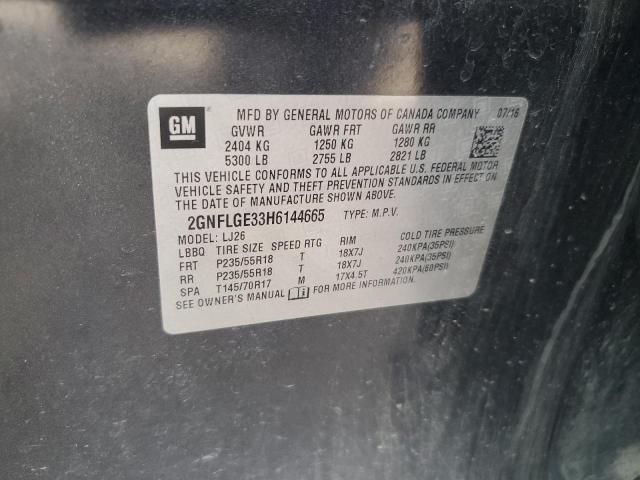 GM
MFD BY GENERAL MOTORS OF CANADA COMPANY 07/16
GVWR GAWR FRT GAWR RR
2404 KG 1250 KG 1280 KG
5300 LB 2755 LB 2821 LB
THIS VEHICLE CONFORMS TO ALL APPLICABLE U.S. FEDERAL MOTOR
VEHICLE SAFETY AND THEFT PREVENTION STANDARDS IN EFFECT ON
THE DATE OF MANUFACTURE SHOWN ABOVE.
2GNFLGE33H6144665 TYPE: M.P.V.
MODEL: LJ26
LBBQ TIRE SIZE SPEED RTG RIM COLD TIRE PRESSURE
FRT P235/55R18 T 18X7J 240KPA(35PSI)
RR P235/55R18 T 18X7J 240KPA(35PSI)
SPA T145/70R17 M 17X4.5T 420KPA(60PSI)
SEE OWNER'S MANUAL i FOR MORE INFORMATION.